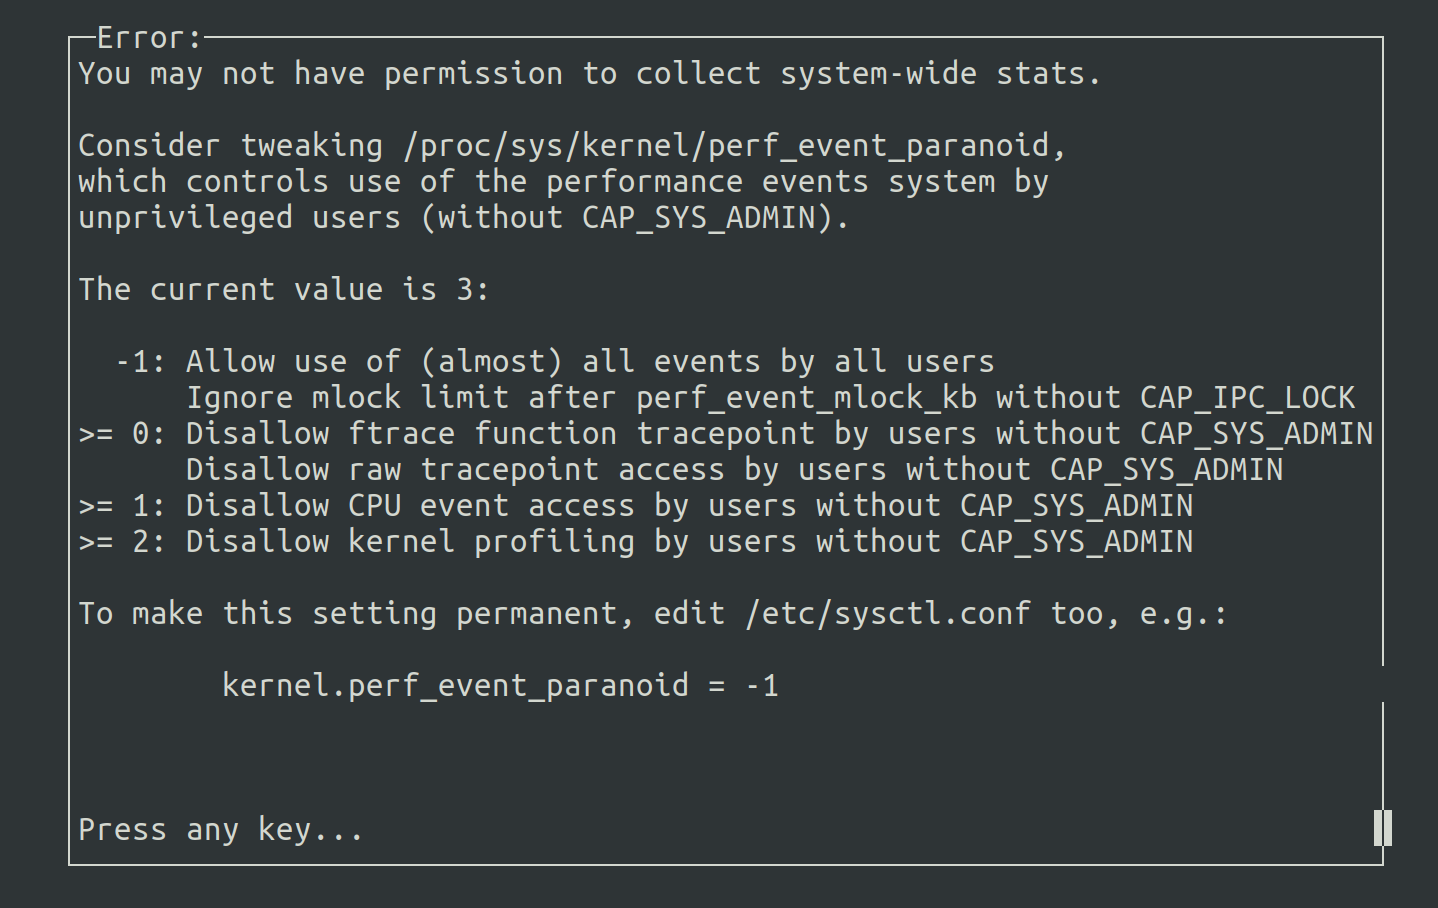 Error:
You may not have permission to collect system-wide stats.
Consider tweaking /proc/sys/kernel/perf_event_paranoid,
which controls use of the performance events system by
unprivileged users (without CAP_SYS_ADMIN).
The current value is 3:
-1: Allow use of (almost) all events by all users
Ignore mlock limit after perf_event_mlock_kb without CAP_IPC_LOCK
>= 0: Disallow ftrace function tracepoint by users without CAP_SYS_ADMIN
Disallow raw tracepoint access by users without CAP_SYS_ADMIN
>= 1: Disallow CPU event access by users without CAP_SYS_ADMIN
>= 2: Disallow kernel profiling by users without CAP_SYS_ADMIN
To make this setting permanent, edit /etc/sysctl.conf too, e.g.:
kernel.perf_event_paranoid = -1
Press any key...